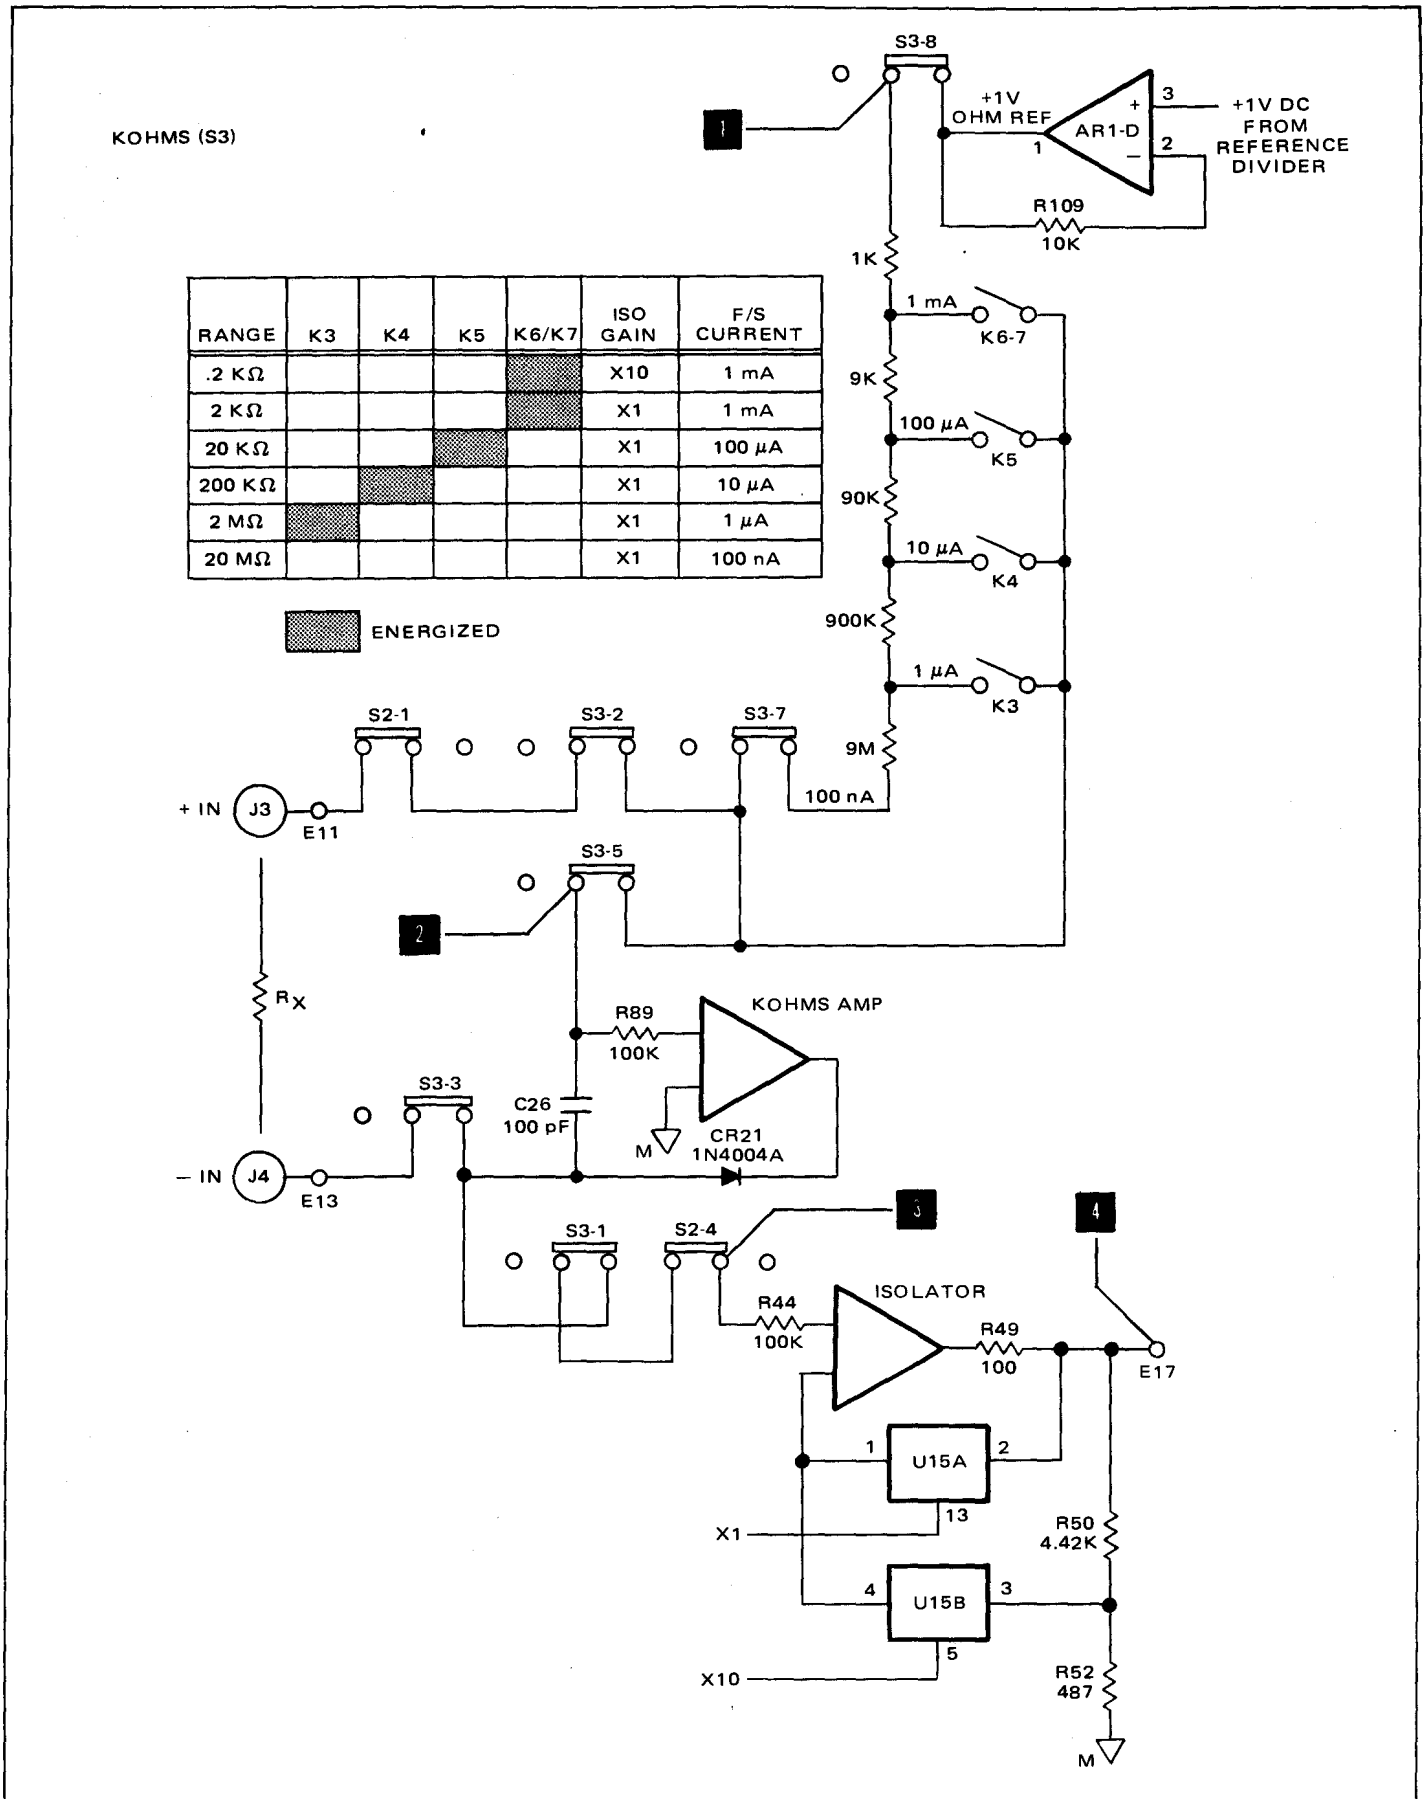 S3-8
1
+1V
OHM REF
1
+
AR1-D
−
3
2
+1V DC
FROM
REFERENCE
DIVIDER
KOHMS (S3)
R109
10K
1K
RANGE K3 K4 K5 K6/K7 ISO GAIN F/S CURRENT
.2 KΩ X10 1 mA
2 KΩ X1 1 mA
20 KΩ X1 100 μA
200 KΩ X1 10 μA
2 MΩ X1 1 μA
20 MΩ X1 100 nA
ENERGIZED
1 mA
K6-7
9K
100 μA
K5
90K
10 μA
K4
900K
1 μA
K3
S2-1
S3-2
S3-7
9M
100 nA
+ IN
J3
E11
S3-5
2
RX
KOHMS AMP
R89
100K
S3-3
C26
100 pF
M
CR21
1N4004A
− IN
J4
E13
3
4
S3-1
S2-4
ISOLATOR
R44
100K
R49
100
E17
1
U15A
2
13
X1
R50
4.42K
4
U15B
3
5
X10
R52
487
M